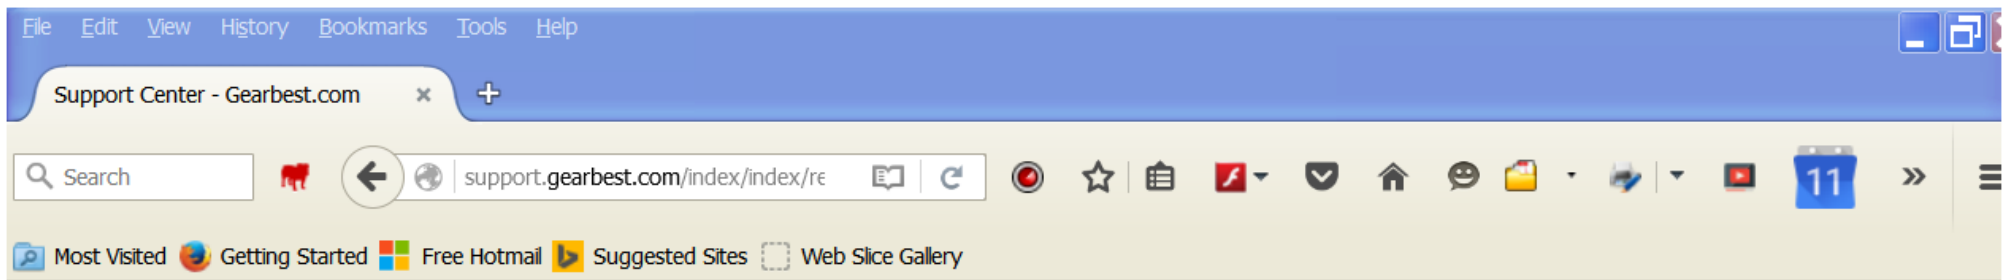 File Edit View History Bookmarks Tools Help
Support Center - Gearbest.com
Search support.gearbest.com/index/index/re 11
Most Visited Getting Started Free Hotmail Suggested Sites Web Slice Gallery